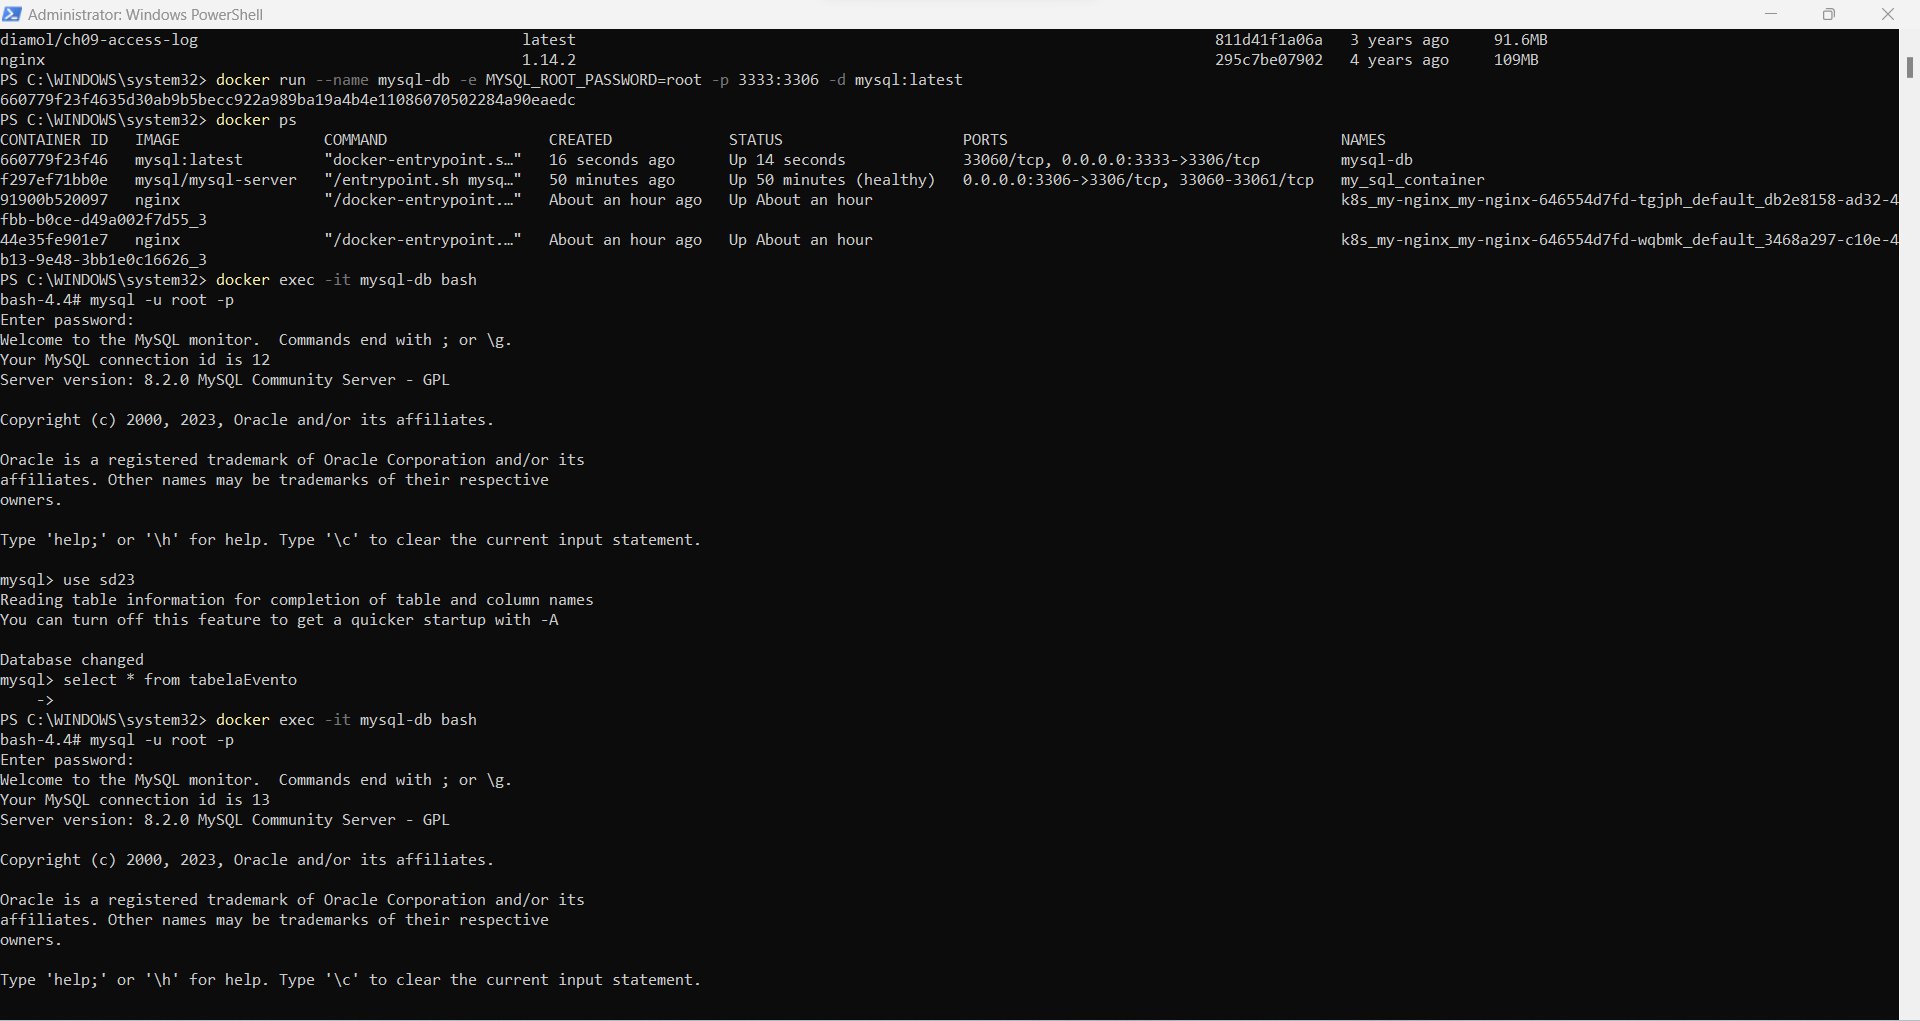 Administrator: Windows PowerShell
diamol/ch09-access-log latest 811d41f1a06a 3 years ago 91.6MB
nginx 1.14.2 295c7be07902 4 years ago 109MB
PS C:\WINDOWS\system32> docker run --name mysql-db -e MYSQL_ROOT_PASSWORD=root -p 3333:3306 -d mysql:latest
660779f23f4635d30ab9b5becc922a989ba19a4b4e11086070502284a90eaedc
PS C:\WINDOWS\system32> docker ps
CONTAINER ID IMAGE COMMAND CREATED STATUS PORTS NAMES
660779f23f46 mysql:latest "docker-entrypoint.s…" 16 seconds ago Up 14 seconds 33060/tcp, 0.0.0.0:3333->3306/tcp mysql-db
f297ef71bb0e mysql/mysql-server "/entrypoint.sh mysq…" 50 minutes ago Up 50 minutes (healthy) 0.0.0.0:3306->3306/tcp, 33060-33061/tcp my_sql_container
91900b520097 nginx "/docker-entrypoint.…" About an hour ago Up About an hour k8s_my-nginx_my-nginx-646554d7fd-tgjph_default_db2e8158-ad32-4
fbb-b0ce-d49a002f7d55_3
44e35fe901e7 nginx "/docker-entrypoint.…" About an hour ago Up About an hour k8s_my-nginx_my-nginx-646554d7fd-wqbmk_default_3468a297-c10e-4
b13-9e48-3bb1e0c16626_3
PS C:\WINDOWS\system32> docker exec -it mysql-db bash
bash-4.4# mysql -u root -p
Enter password:
Welcome to the MySQL monitor.  Commands end with ; or \g.
Your MySQL connection id is 12
Server version: 8.2.0 MySQL Community Server - GPL
Copyright (c) 2000, 2023, Oracle and/or its affiliates.
Oracle is a registered trademark of Oracle Corporation and/or its
affiliates. Other names may be trademarks of their respective
owners.
Type 'help;' or '\h' for help. Type '\c' to clear the current input statement.
mysql> use sd23
Reading table information for completion of table and column names
You can turn off this feature to get a quicker startup with -A
Database changed
mysql> select * from tabelaEvento
->
PS C:\WINDOWS\system32> docker exec -it mysql-db bash
bash-4.4# mysql -u root -p
Enter password:
Welcome to the MySQL monitor.  Commands end with ; or \g.
Your MySQL connection id is 13
Server version: 8.2.0 MySQL Community Server - GPL
Copyright (c) 2000, 2023, Oracle and/or its affiliates.
Oracle is a registered trademark of Oracle Corporation and/or its
affiliates. Other names may be trademarks of their respective
owners.
Type 'help;' or '\h' for help. Type '\c' to clear the current input statement.